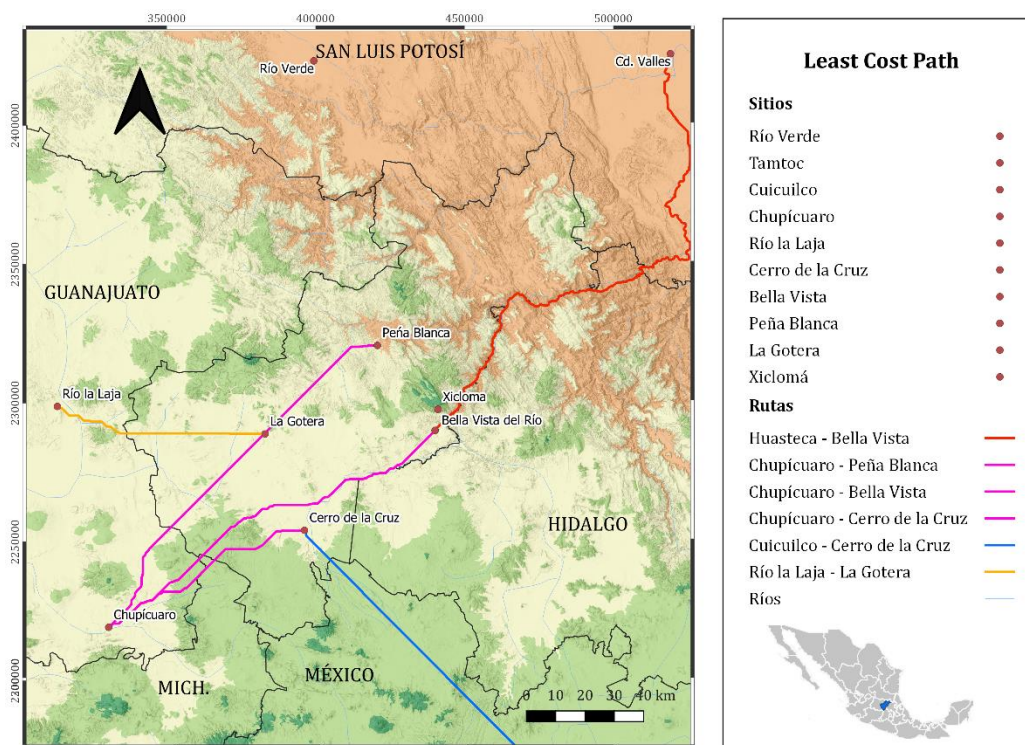 350000 400000 450000 500000
2400000
2350000
2300000
2250000
2200000
SAN LUIS POTOSÍ
Río Verde
Cd. Valles
GUANAJUATO
Peña Blanca
Río la Laja
Xicloma
La Gotera
Bella Vista del Río
Cerro de la Cruz
HIDALGO
Chupícuaro
MÉXICO
MICH.
0 10 20 30 40 km
Least Cost Path
Sitios
Río Verde
Tamtoc
Cuicuilco
Chupícuaro
Río la Laja
Cerro de la Cruz
Bella Vista
Peña Blanca
La Gotera
Xiclomá
Rutas
Huasteca - Bella Vista
Chupícuaro - Peña Blanca
Chupícuaro - Bella Vista
Chupícuaro - Cerro de la Cruz
Cuicuilco - Cerro de la Cruz
Río la Laja - La Gotera
Ríos